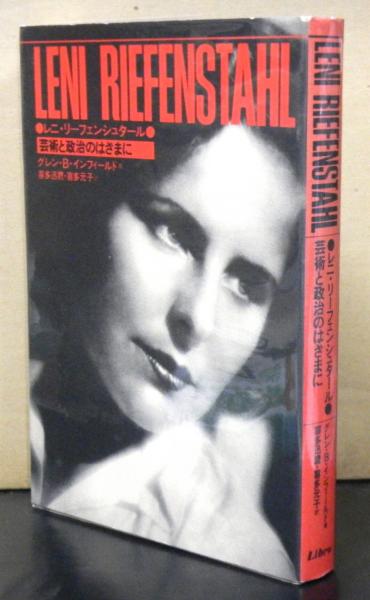 LENI RIEFENSTAHL
●レニ・リーフェンシュタール●
芸術と政治のはざまに
グレン・B・インフィールド 著
喜多迅鷹・喜多元子 訳
LENI RIEFENSTAHL
●レニ・リーフェンシュタール●
芸術と政治のはざまに
グレン・B・インフィールド 著
喜多迅鷹・喜多元子 訳
Libro